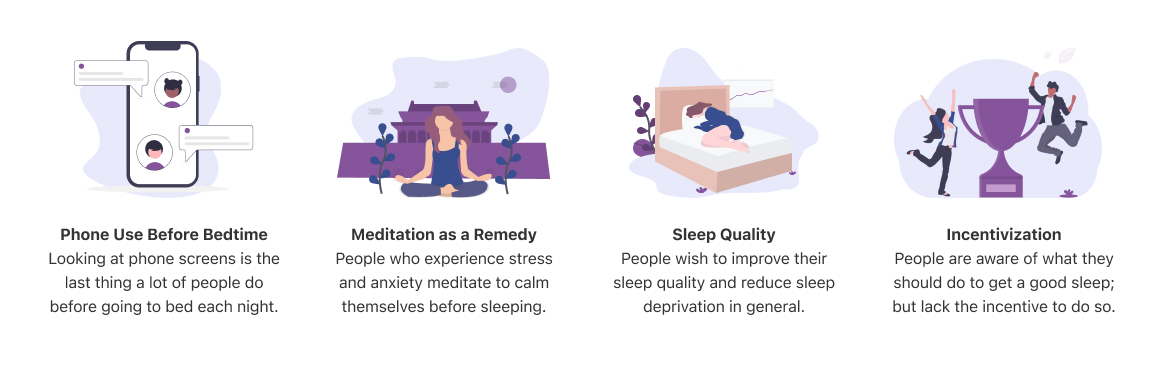 Phone Use Before Bedtime
Looking at phone screens is the
last thing a lot of people do
before going to bed each night.
Meditation as a Remedy
People who experience stress
and anxiety meditate to calm
themselves before sleeping.
Sleep Quality
People wish to improve their
sleep quality and reduce sleep
deprivation in general.
Incentivization
People are aware of what they
should do to get a good sleep;
but lack the incentive to do so.